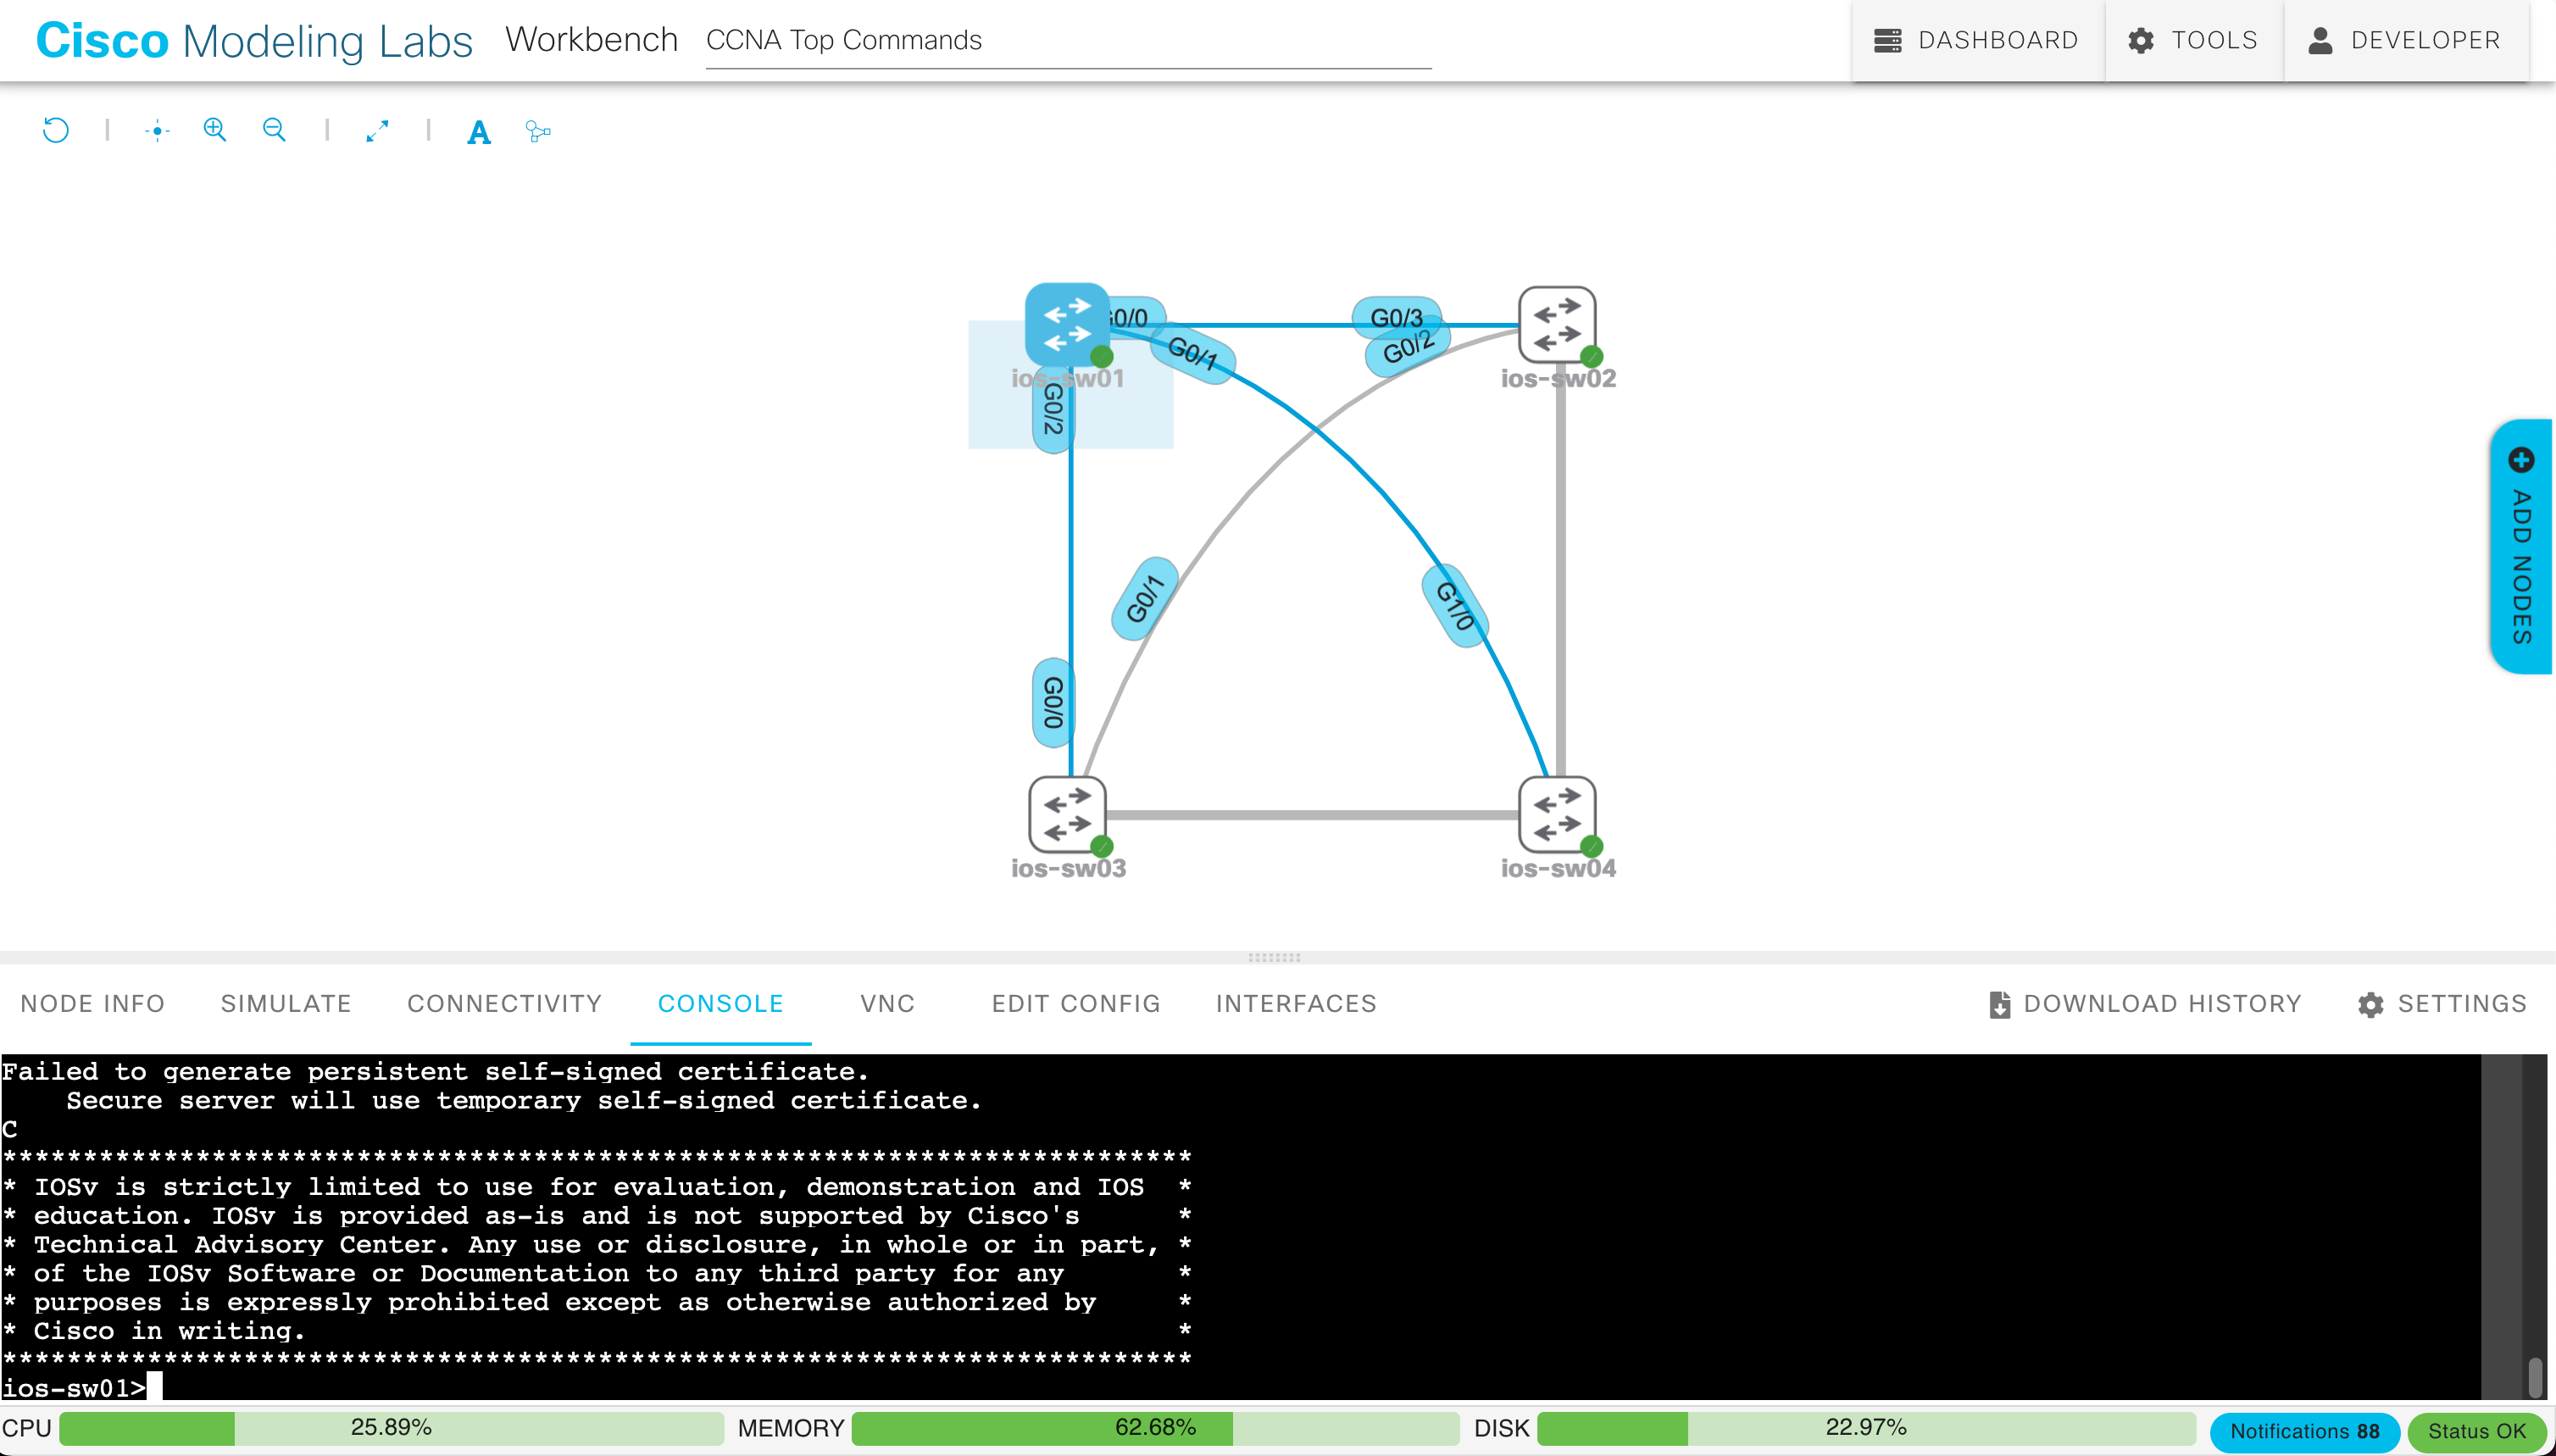 Cisco Modeling Labs Workbench CCNA Top Commands DASHBOARD TOOLS DEVELOPER
A
G0/0 G0/3
G0/1 G0/2
ios-sw01 ios-sw02
G0/2
ADD NODES
G0/1 G1/0
G0/0
ios-sw03 ios-sw04
NODE INFO SIMULATE CONNECTIVITY CONSOLE VNC EDIT CONFIG INTERFACES DOWNLOAD HISTORY SETTINGS
Failed to generate persistent self-signed certificate.
    Secure server will use temporary self-signed certificate.
C
**************************************************************************
* IOSv is strictly limited to use for evaluation, demonstration and IOS  *
* education. IOSv is provided as-is and is not supported by Cisco's      *
* Technical Advisory Center. Any use or disclosure, in whole or in part, *
* of the IOSv Software or Documentation to any third party for any       *
* purposes is expressly prohibited except as otherwise authorized by     *
* Cisco in writing.                                                      *
**************************************************************************
ios-sw01>
CPU 25.89% MEMORY 62.68% DISK 22.97% Notifications 88 Status OK